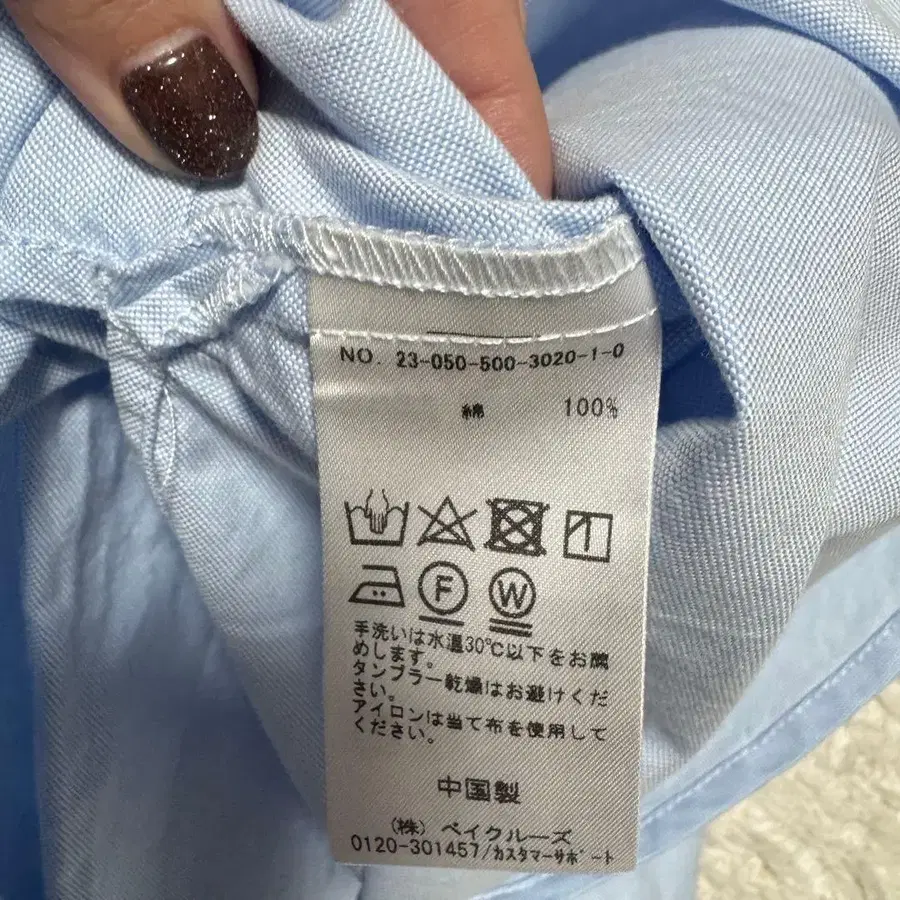 NO. 23-050-500-3020-1-0
綿 100%
F W
手洗いは水温30℃以下をお薦
めします。
タンブラー乾燥はお避けくだ
さい。
アイロンは当て布を使用して
ください。
中国製
(株) ベイクルーズ
0120-301457/カスタマーサポート